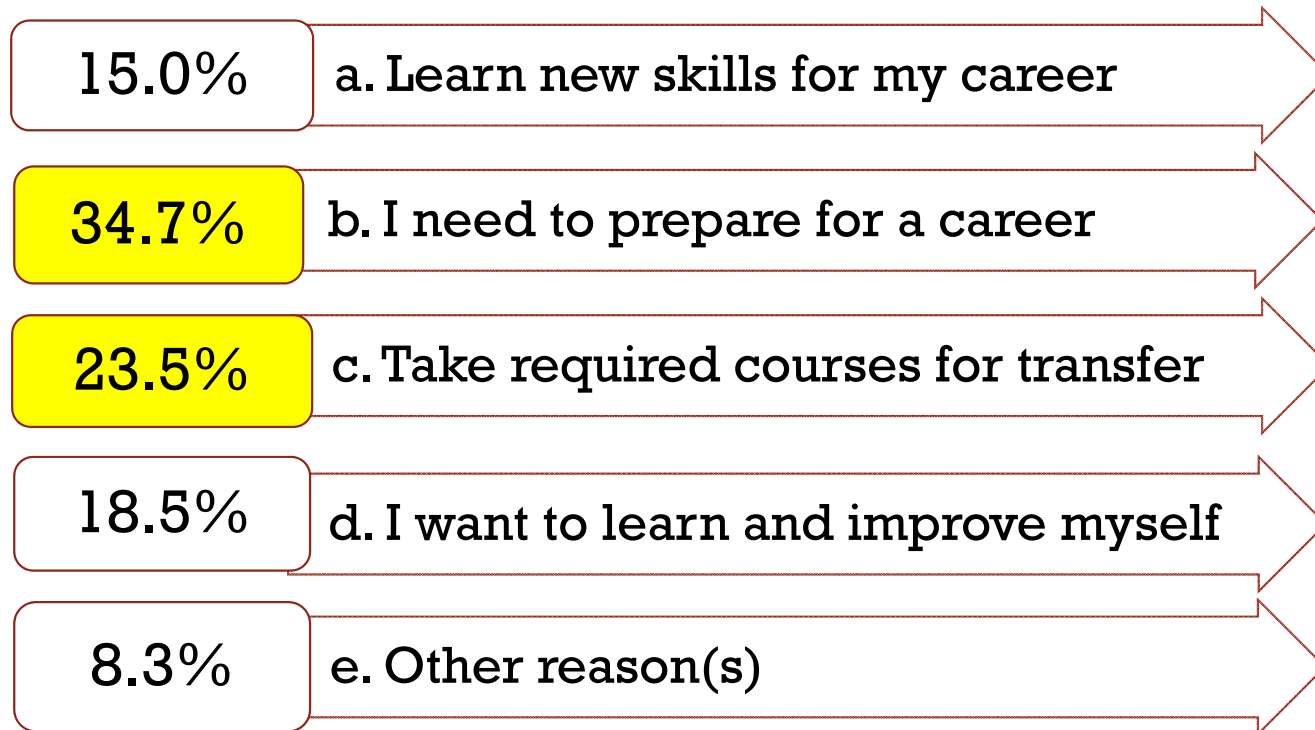 15.0% a. Learn new skills for my career
34.7% b. I need to prepare for a career
23.5% c. Take required courses for transfer
18.5% d. I want to learn and improve myself
8.3% e. Other reason(s)